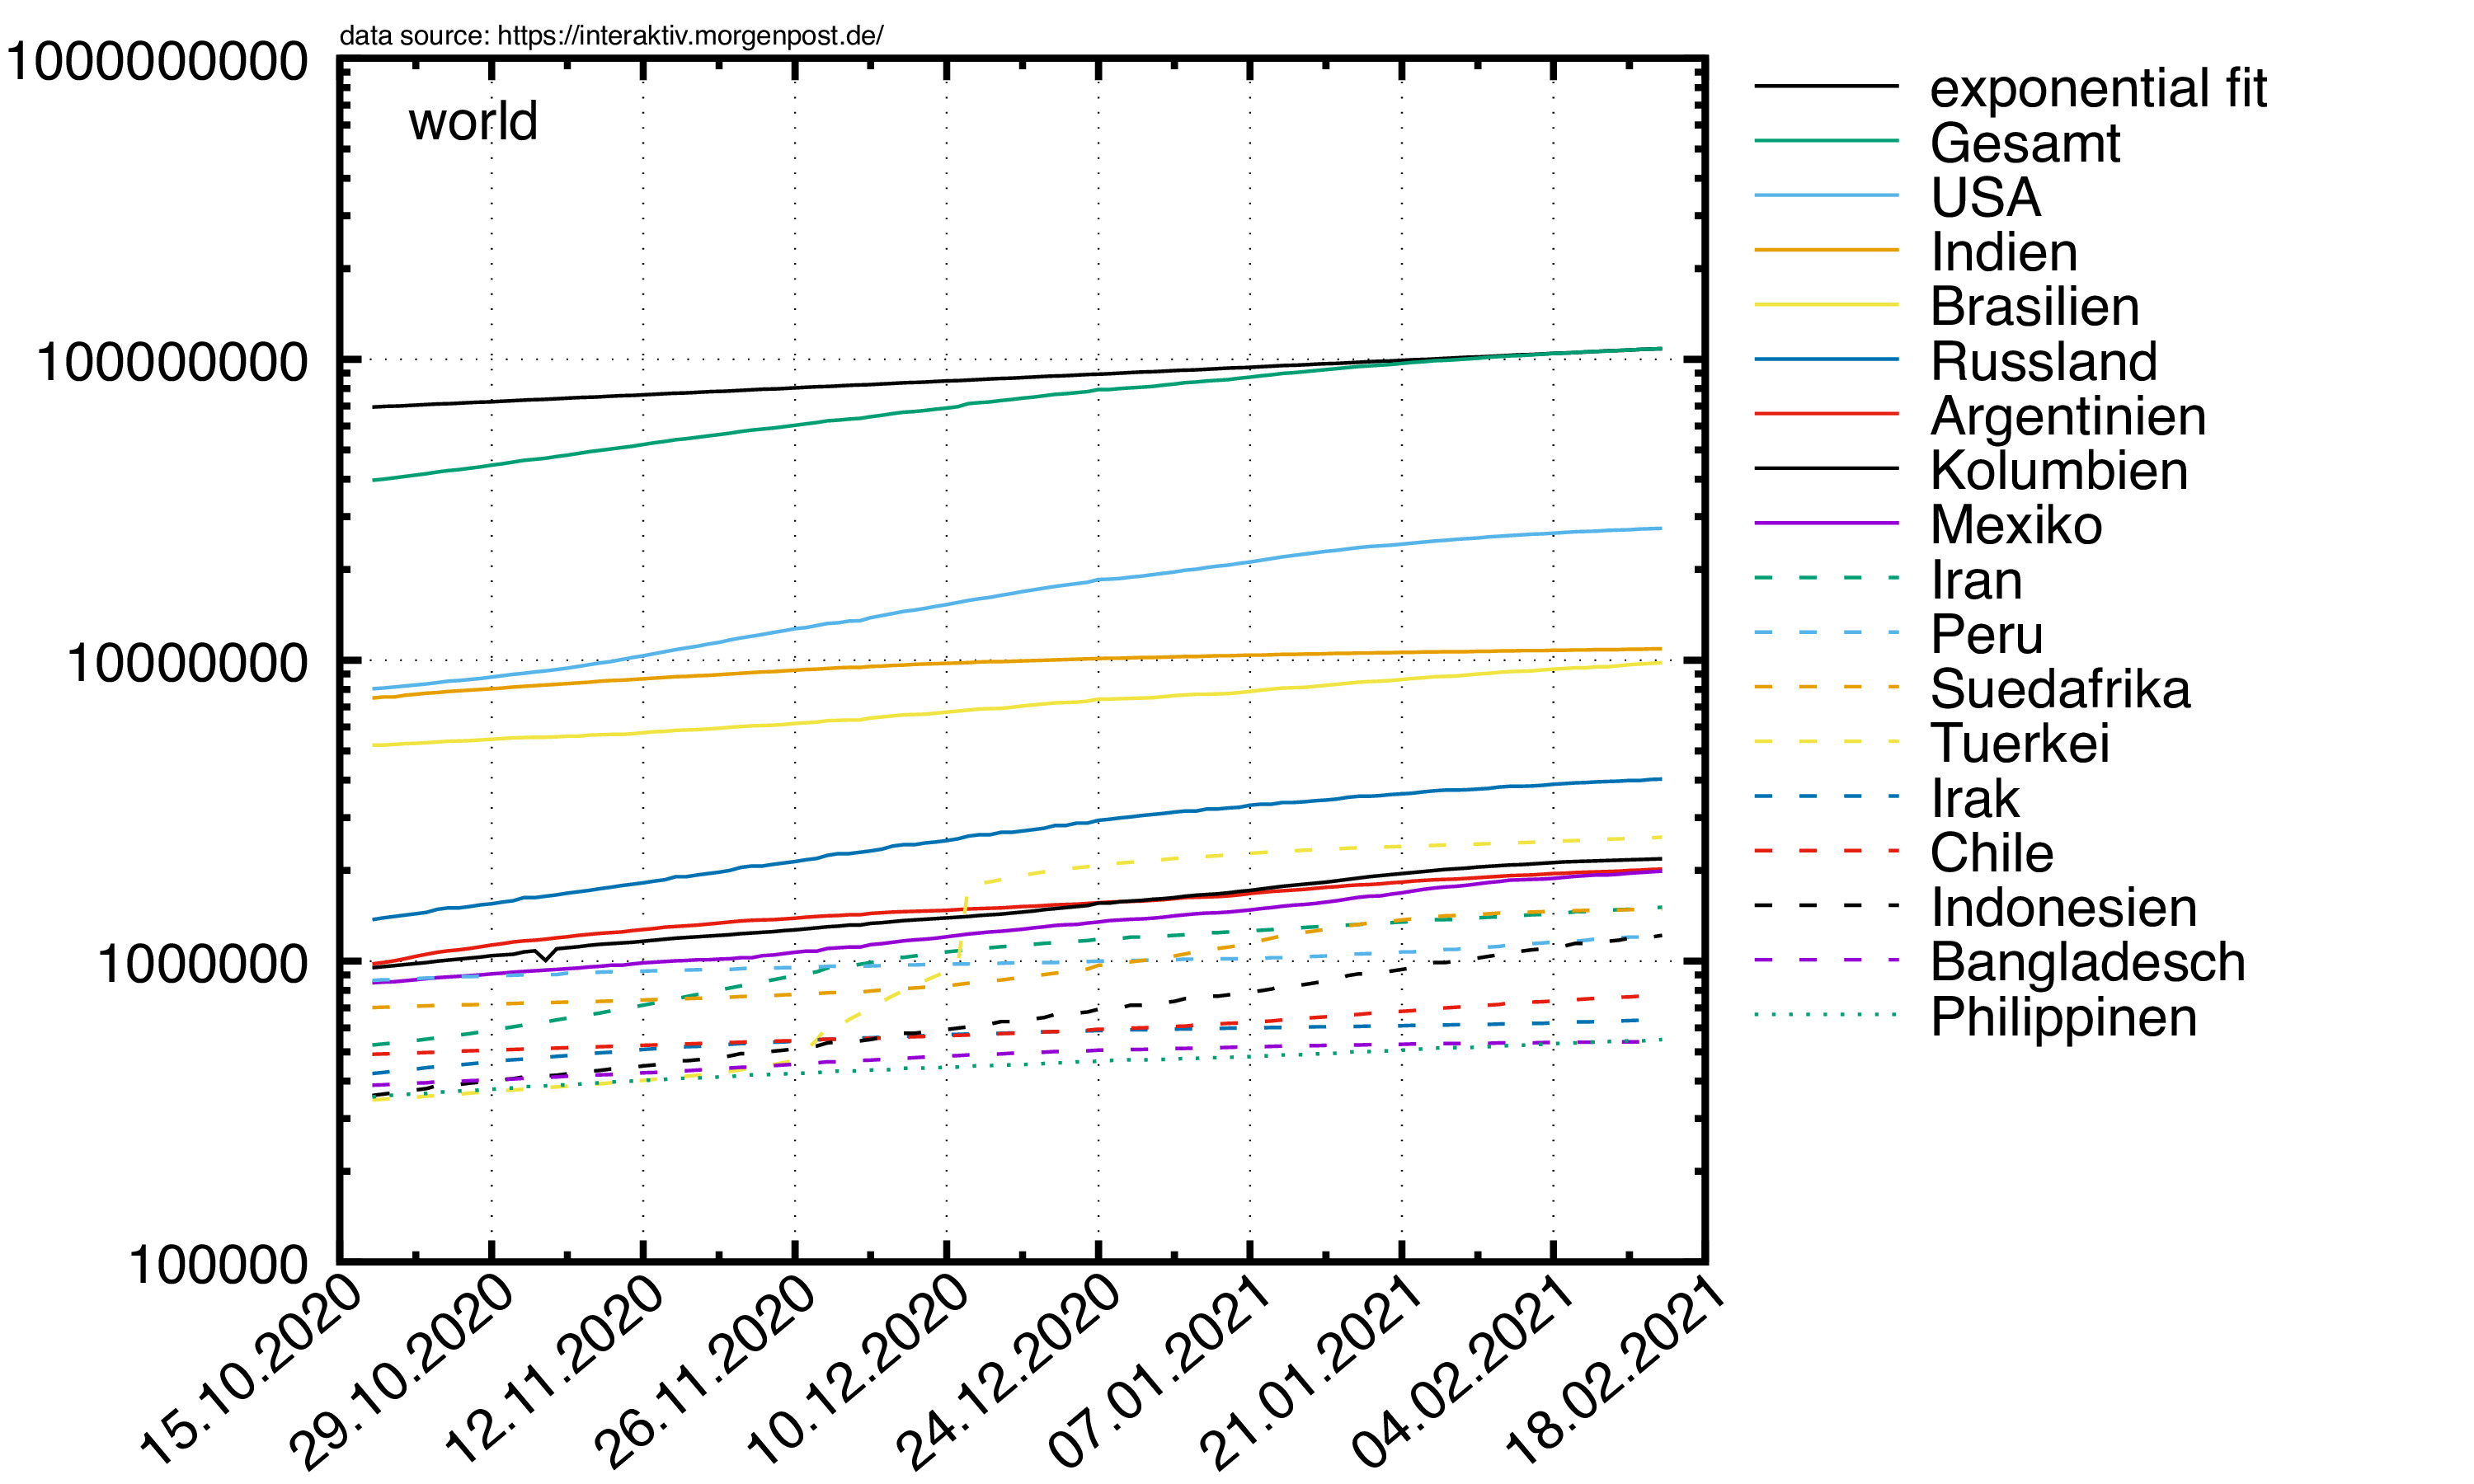 data source: https://interaktiv.morgenpost.de/
1000000000
100000000
10000000
1000000
100000
world
exponential fit
Gesamt
USA
Indien
Brasilien
Russland
Argentinien
Kolumbien
Mexiko
Iran
Peru
Suedafrika
Tuerkei
Irak
Chile
Indonesien
Bangladesch
Philippinen
15.10.2020
29.10.2020
12.11.2020
26.11.2020
10.12.2020
24.12.2020
07.01.2021
21.01.2021
04.02.2021
18.02.2021